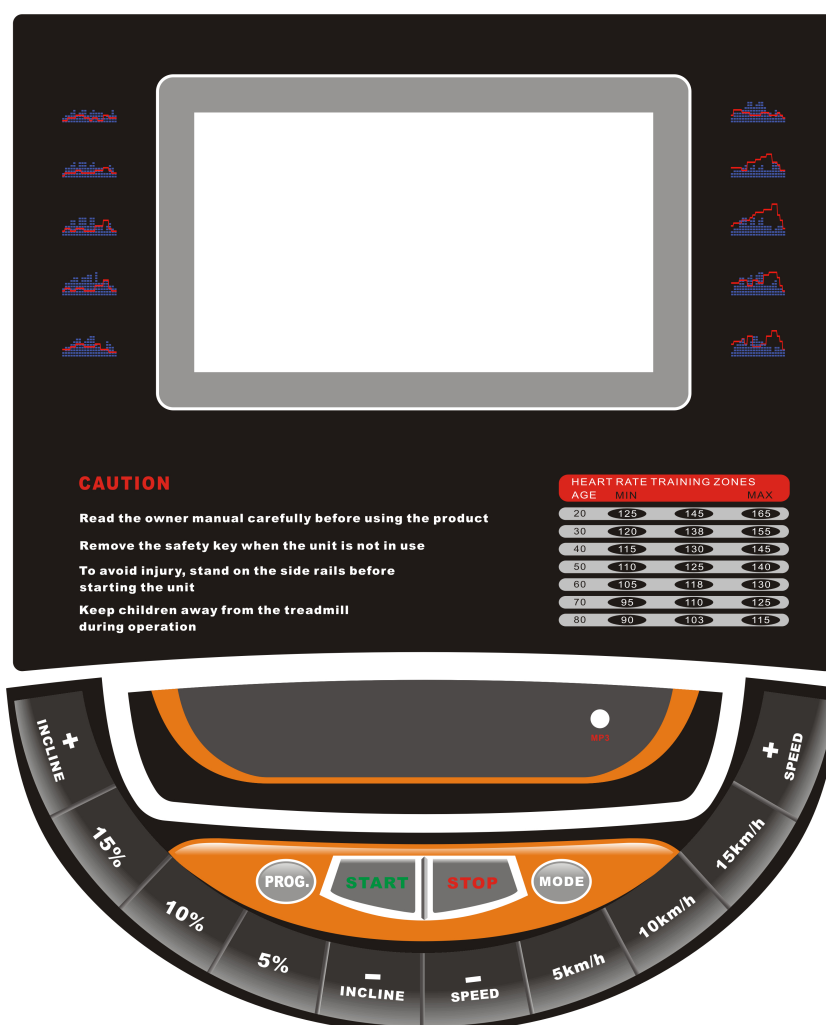 CAUTION
Read the owner manual carefully before using the product
Remove the safety key when the unit is not in use
To avoid injury, stand on the side rails before
starting the unit
Keep children away from the treadmill
during operation
HEART RATE TRAINING ZONES
AGE MIN MAX
20 125 145 165
30 120 138 155
40 115 130 145
50 110 125 140
60 105 118 130
70 95 110 125
80 90 103 115
MP3
+
INCLINE
15%
10%
5%
-
INCLINE
PROG.
START
STOP
MODE
-
SPEED
5km/h
10km/h
15km/h
+
SPEED